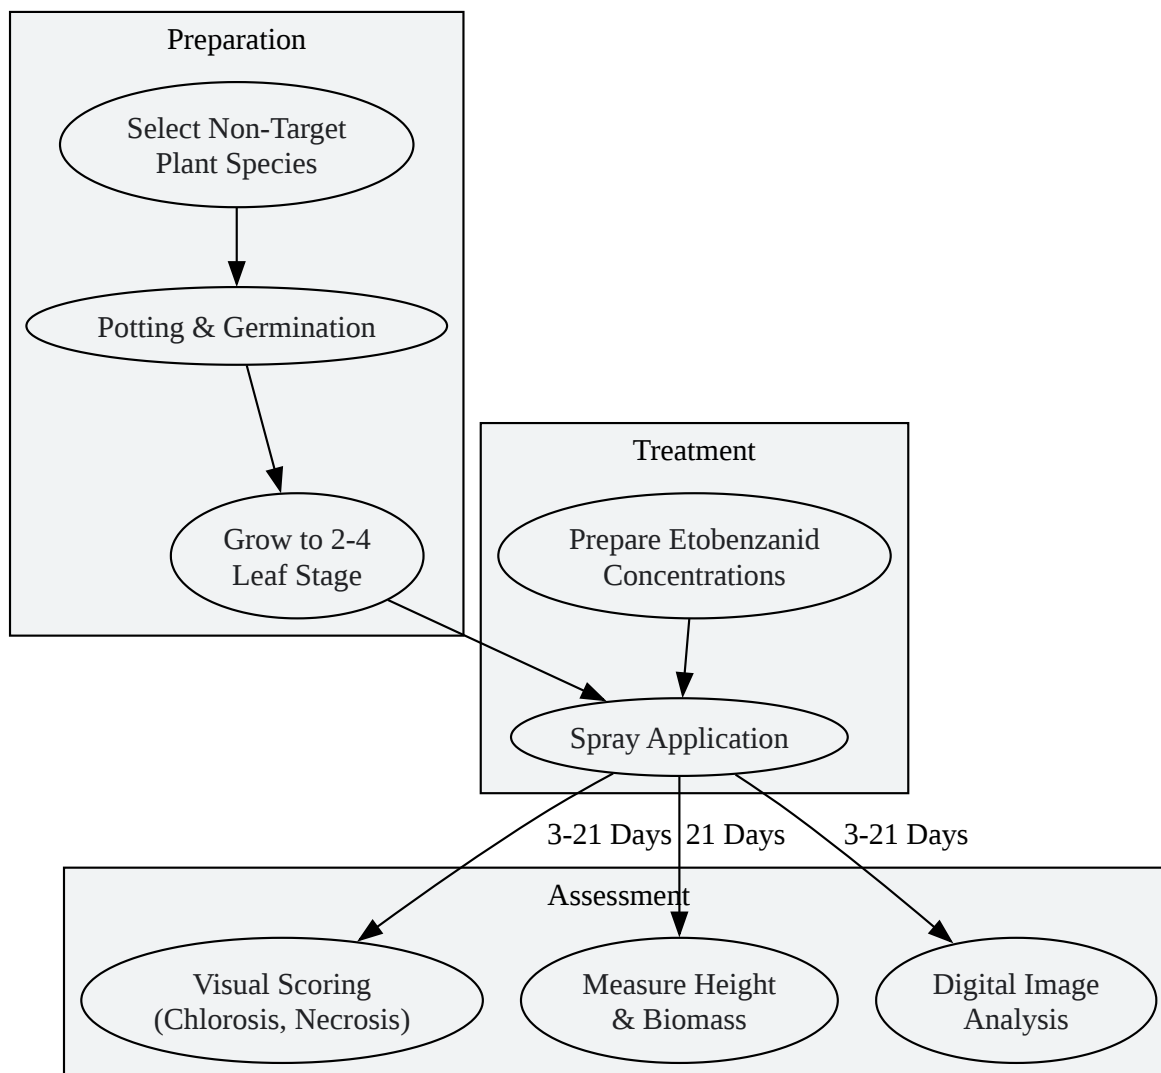 Preparation
Select Non-Target
Plant Species
Potting & Germination
Grow to 2-4
Leaf Stage
Treatment
Prepare Etobenzanid
Concentrations
Spray Application
3-21 Days
21 Days
3-21 Days
Assessment
Visual Scoring
(Chlorosis, Necrosis)
Measure Height
& Biomass
Digital Image
Analysis